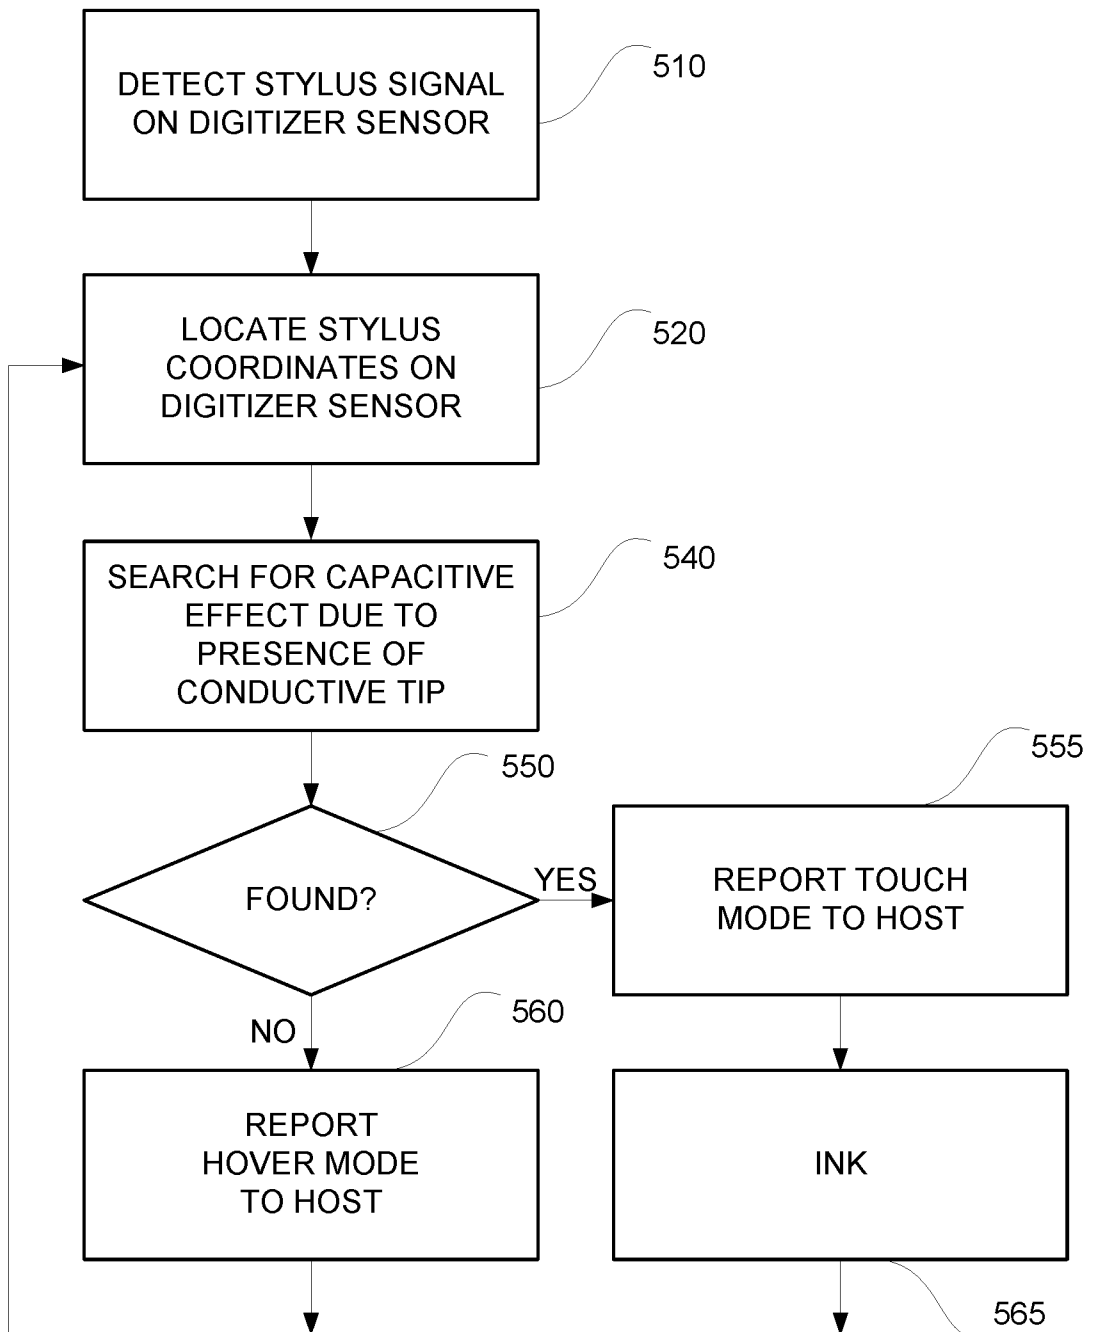 DETECT STYLUS SIGNAL
ON DIGITIZER SENSOR
510
LOCATE STYLUS
COORDINATES ON
DIGITIZER SENSOR
520
SEARCH FOR CAPACITIVE
EFFECT DUE TO
PRESENCE OF
CONDUCTIVE TIP
540
550
FOUND?
YES
555
REPORT TOUCH
MODE TO HOST
NO
560
REPORT
HOVER MODE
TO HOST
INK
565